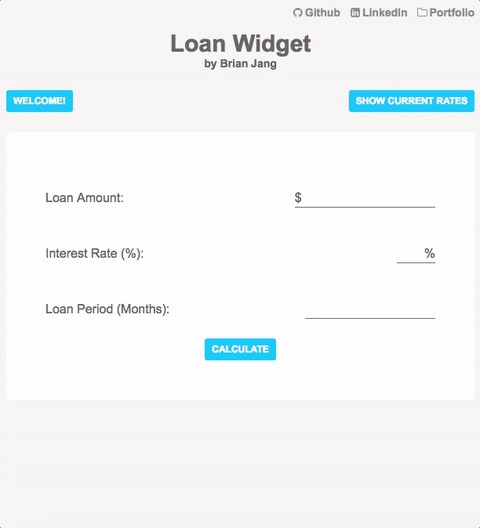 Github LinkedIn Portfolio
Loan Widget
by Brian Jang
WELCOME! SHOW CURRENT RATES
Loan Amount: $
Interest Rate (%): %
Loan Period (Months):
CALCULATE